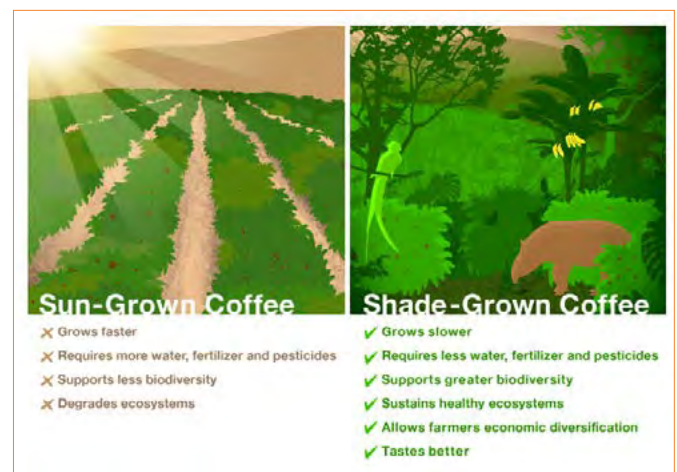 Sun-Grown Coffee
Grows faster
Requires more water, fertilizer and pesticides
Supports less biodiversity
Degrades ecosystems
Shade-Grown Coffee
Grows slower
Requires less water, fertilizer and pesticides
Supports greater biodiversity
Sustains healthy ecosystems
Allows farmers economic diversification
Tastes better